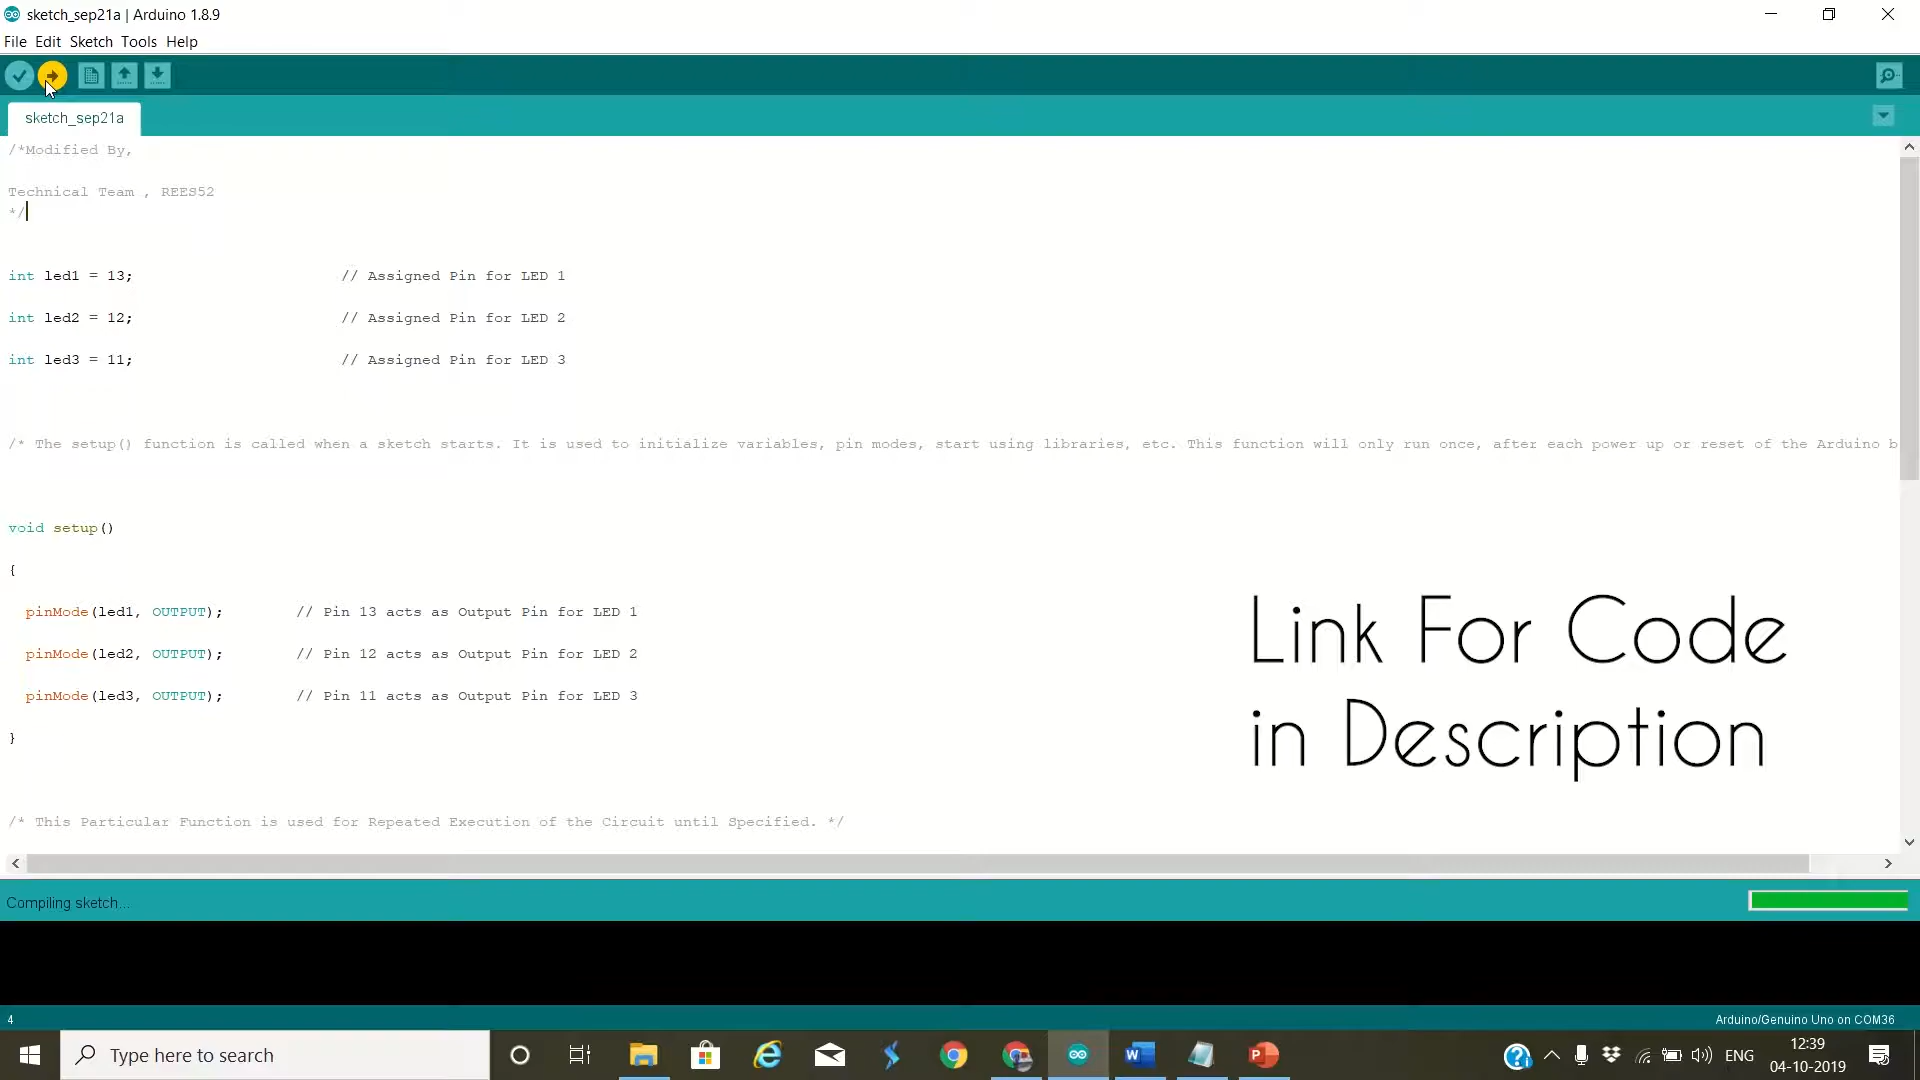 sketch_sep21a | Arduino 1.8.9
File Edit Sketch Tools Help
sketch_sep21a
/*Modified By,
Technical Team , REES52
*/
int led1 = 13; // Assigned Pin for LED 1
int led2 = 12; // Assigned Pin for LED 2
int led3 = 11; // Assigned Pin for LED 3
/* The setup() function is called when a sketch starts. It is used to initialize variables, pin modes, start using libraries, etc. This function will only run once, after each power up or reset of the Arduino b
void setup()
{
pinMode(led1, OUTPUT); // Pin 13 acts as Output Pin for LED 1
pinMode(led2, OUTPUT); // Pin 12 acts as Output Pin for LED 2
pinMode(led3, OUTPUT); // Pin 11 acts as Output Pin for LED 3
}
Link For Code
in Description
/* This Particular Function is used for Repeated Execution of the Circuit until Specified. */
Compiling sketch...
4 Arduino/Genuino Uno on COM36
Type here to search
ENG
12:39
04-10-2019